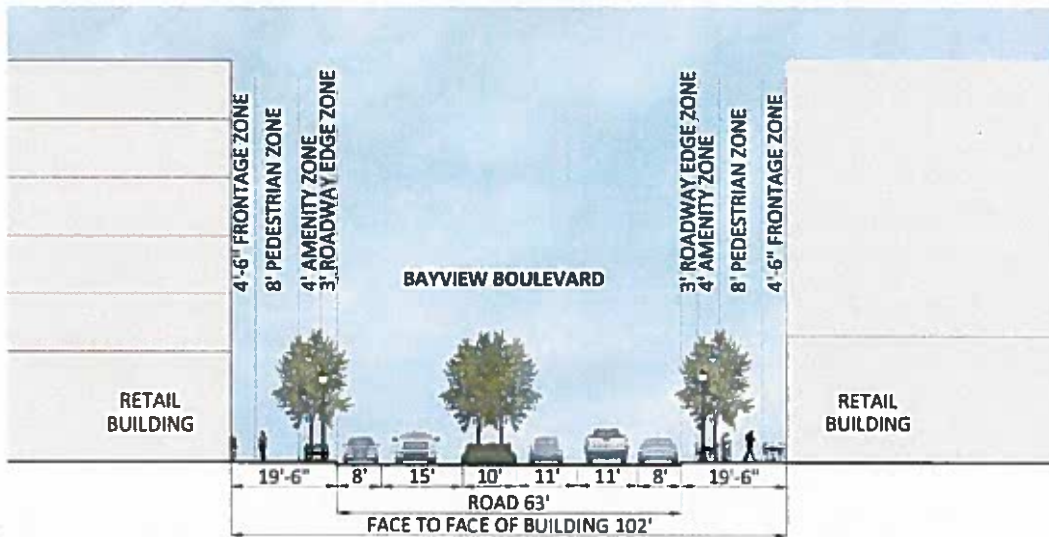 4'-6" FRONTAGE ZONE
8' PEDESTRIAN ZONE
4' AMENITY ZONE
3' ROADWAY EDGE ZONE
3' ROADWAY EDGE ZONE
4' AMENITY ZONE
8' PEDESTRIAN ZONE
4'-6" FRONTAGE ZONE
BAYVIEW BOULEVARD
RETAIL
BUILDING
RETAIL
BUILDING
19'-6" 8' 15' 10' 11' 11' 8' 19'-6"
ROAD 63'
FACE TO FACE OF BUILDING 102'